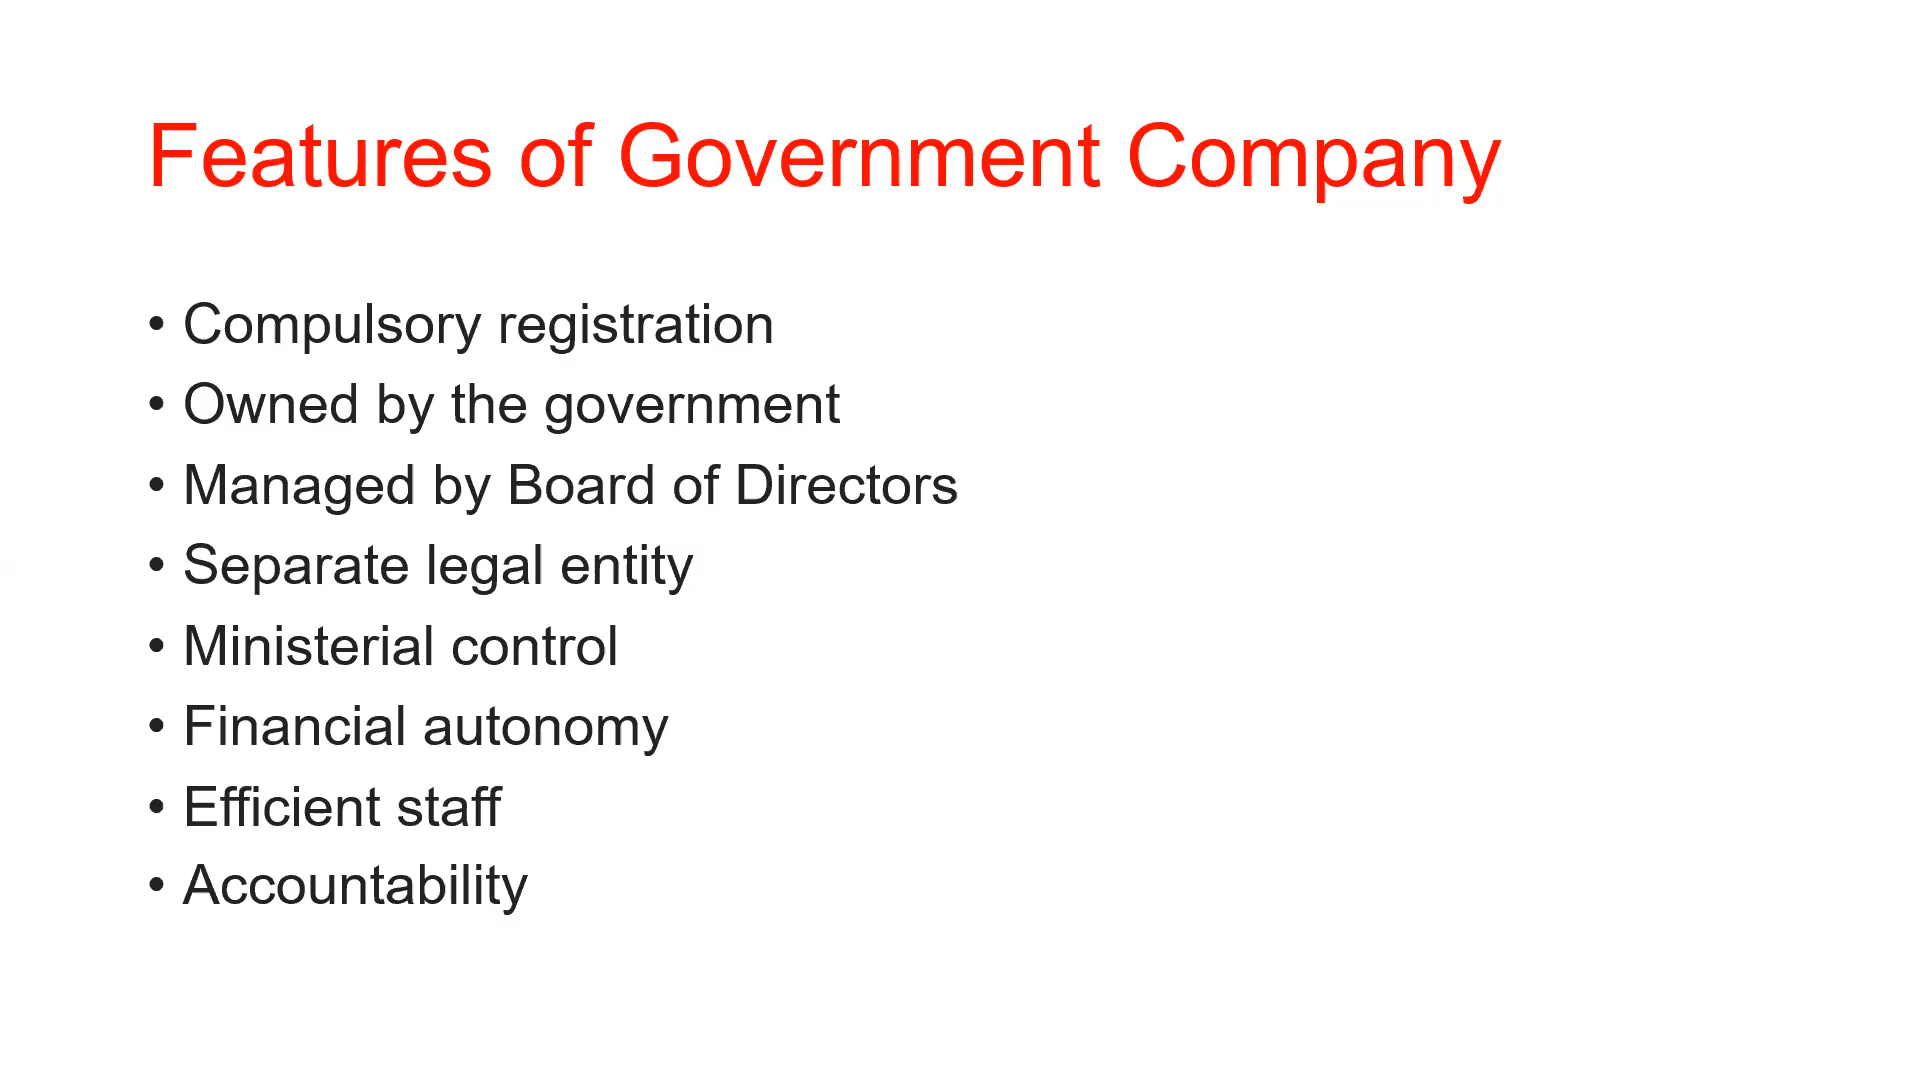 Features of Government Company
• Compulsory registration
• Owned by the government
• Managed by Board of Directors
• Separate legal entity
• Ministerial control
• Financial autonomy
• Efficient staff
• Accountability